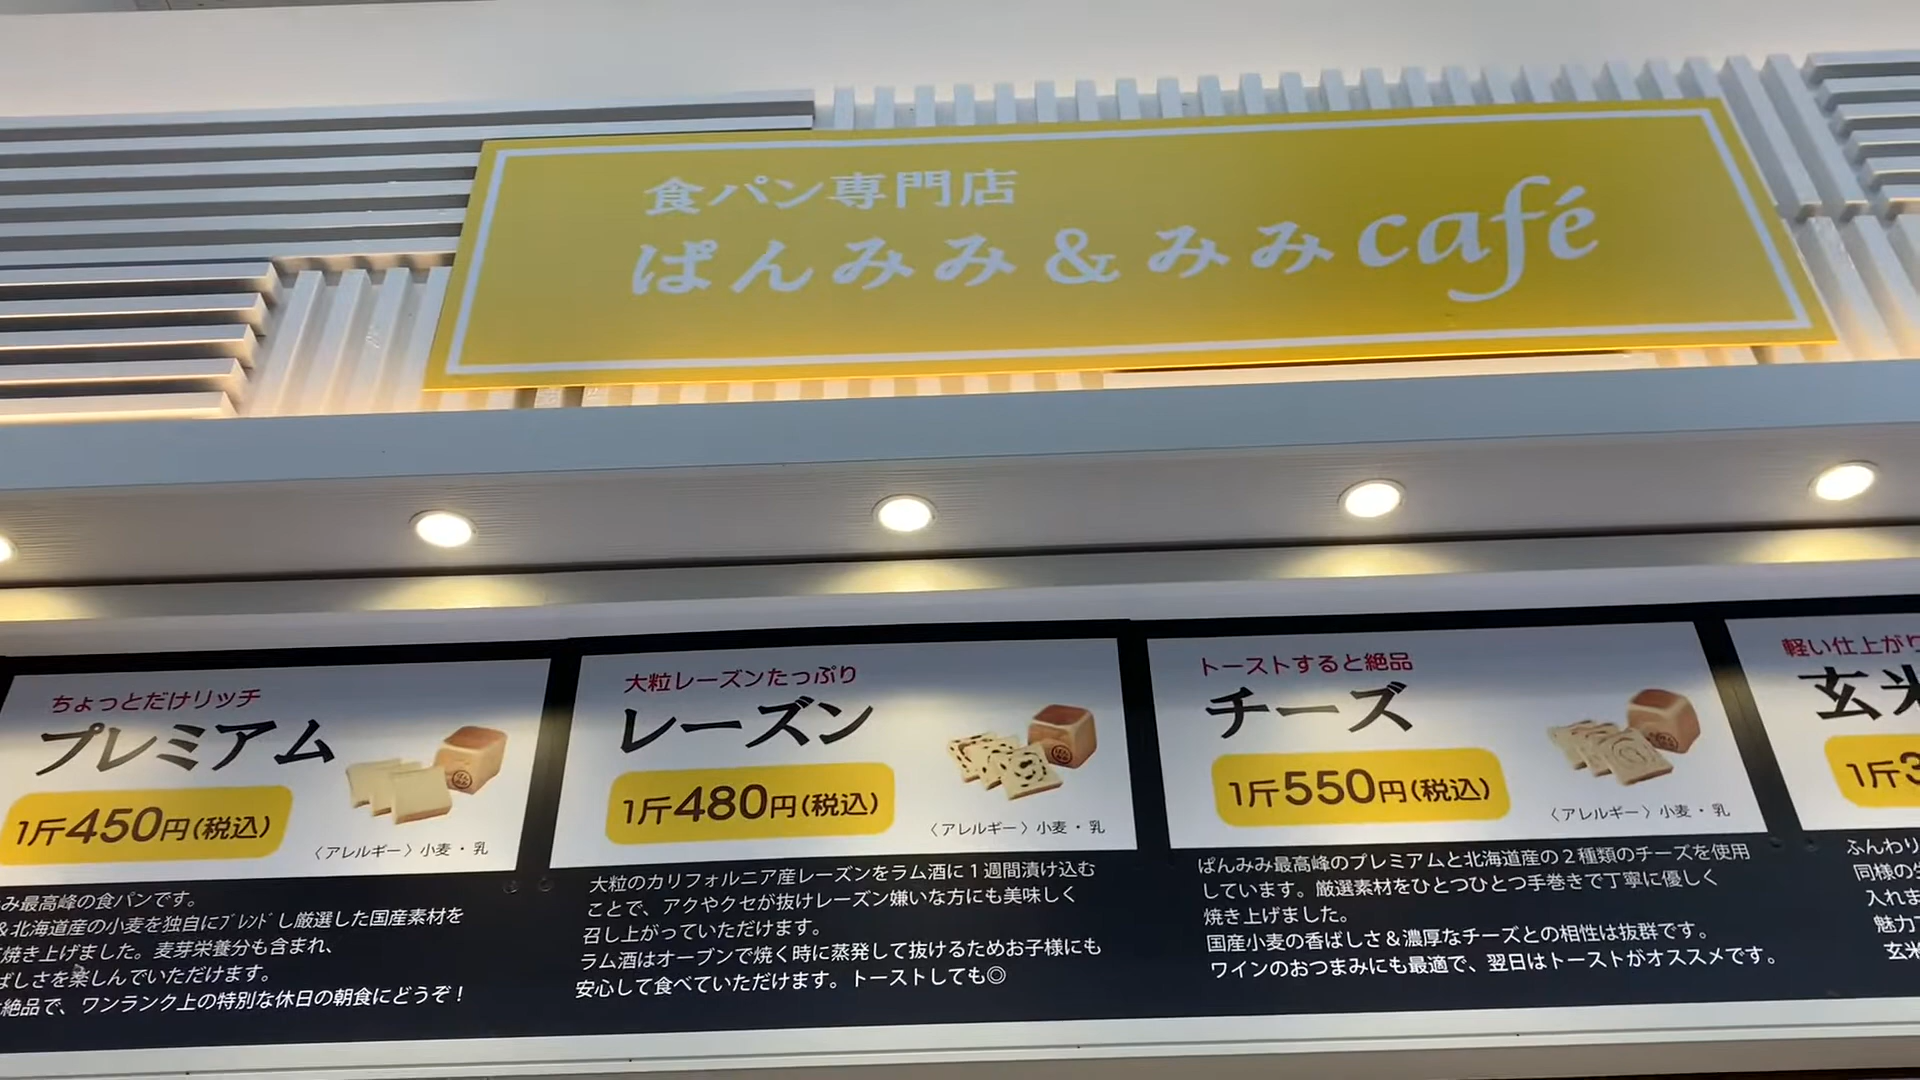 食パン専門店
ぱんみみ&みみcafé
ちょっとだけリッチ
プレミアム
1斤450円(税込)
〈アレルギー〉小麦・乳
み最高峰の食パンです。
&北海道産の小麦を独自にブレンドし厳選した国産素材を
焼き上げました。麦芽栄養分も含まれ、
ばしさを楽しんでいただけます。
絶品で、ワンランク上の特別な休日の朝食にどうぞ!
大粒レーズンたっぷり
レーズン
1斤480円(税込)
〈アレルギー〉小麦・乳
大粒のカリフォルニア産レーズンをラム酒に1週間漬け込む
ことで、アクやクセが抜けレーズン嫌いな方にも美味しく
召し上がっていただけます。
ラム酒はオーブンで焼く時に蒸発して抜けるためお子様にも
安心して食べていただけます。トーストしても◎
トーストすると絶品
チーズ
1斤550円(税込)
〈アレルギー〉小麦・乳
ぱんみみ最高峰のプレミアムと北海道産の2種類のチーズを使用
しています。厳選素材をひとつひとつ手巻きで丁寧に優しく
焼き上げました。
国産小麦の香ばしさ&濃厚なチーズとの相性は抜群です。
ワインのおつまみにも最適で、翌日はトーストがオススメです。
軽い仕上がり
玄米
1斤3
ふんわり
同様の
入れま
魅力
玄米